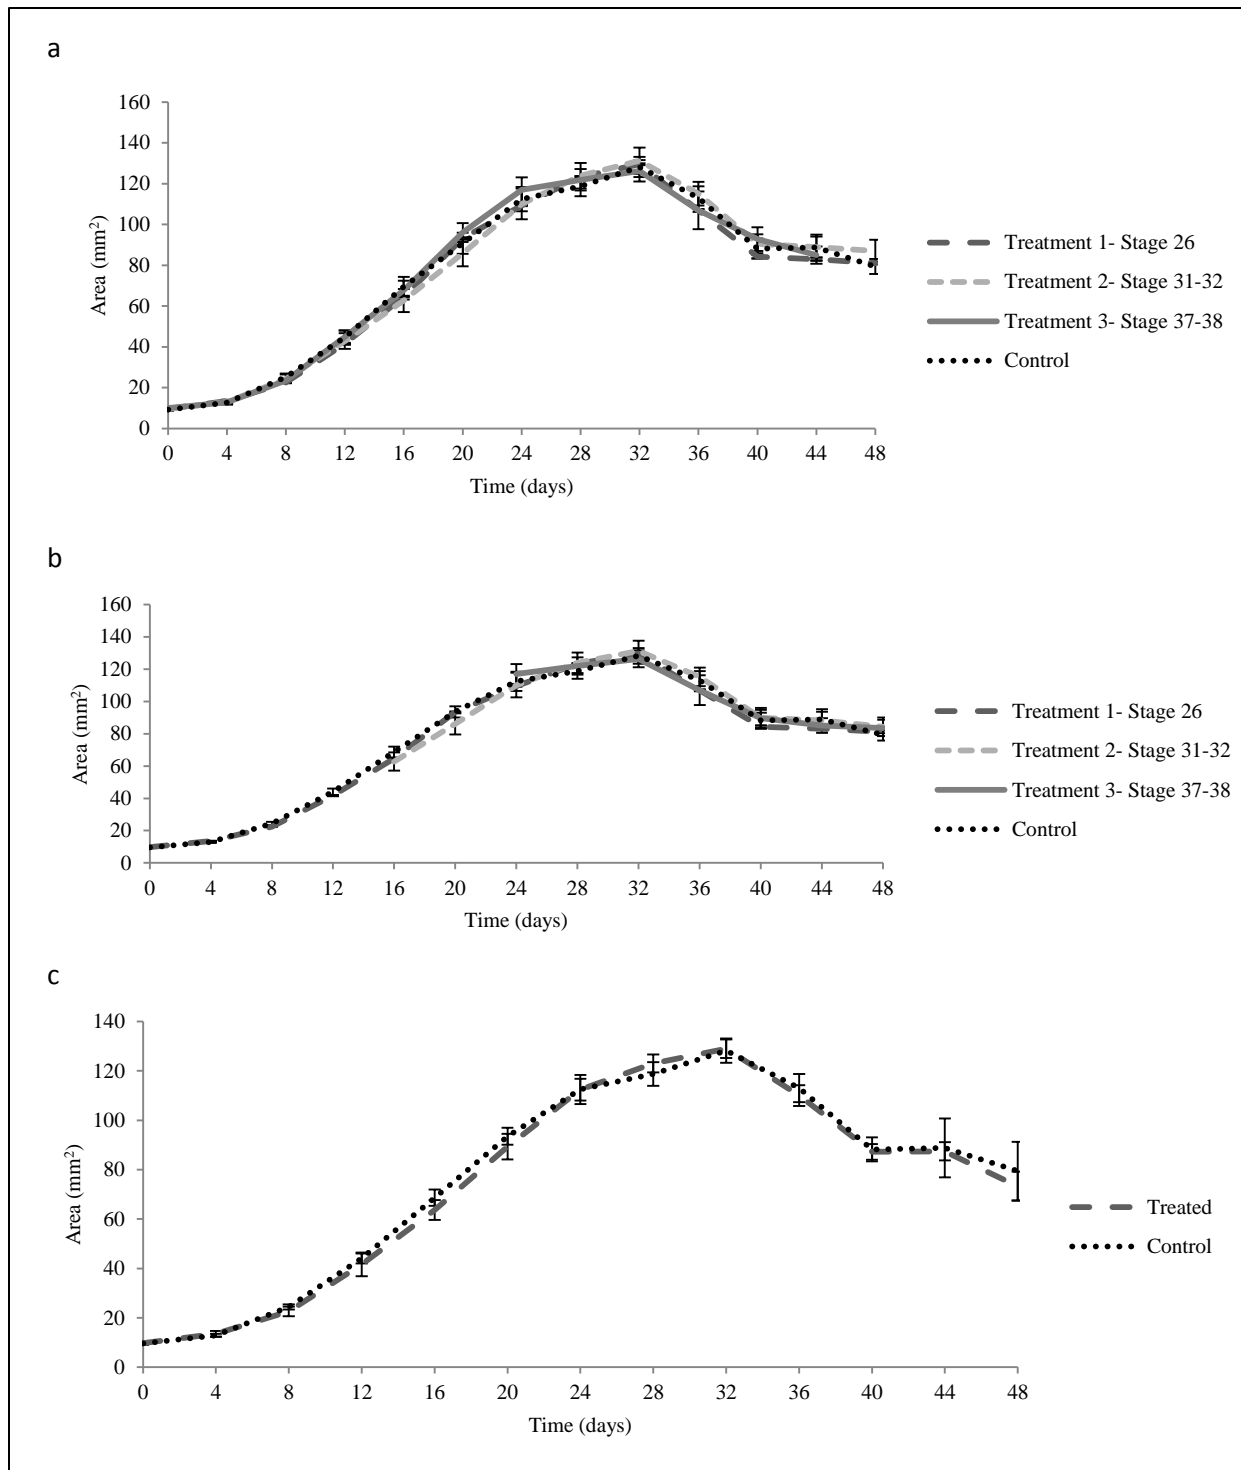 a
160
140
120
100
80
60
40
20
0
Area (mm²)
0 4 8 12 16 20 24 28 32 36 40 44 48
Time (days)
Treatment 1- Stage 26
Treatment 2- Stage 31-32
Treatment 3- Stage 37-38
Control
b
160
140
120
100
80
60
40
20
0
Area (mm²)
0 4 8 12 16 20 24 28 32 36 40 44 48
Time (days)
Treatment 1- Stage 26
Treatment 2- Stage 31-32
Treatment 3- Stage 37-38
Control
c
140
120
100
80
60
40
20
0
Area (mm²)
0 4 8 12 16 20 24 28 32 36 40 44 48
Time (days)
Treated
Control